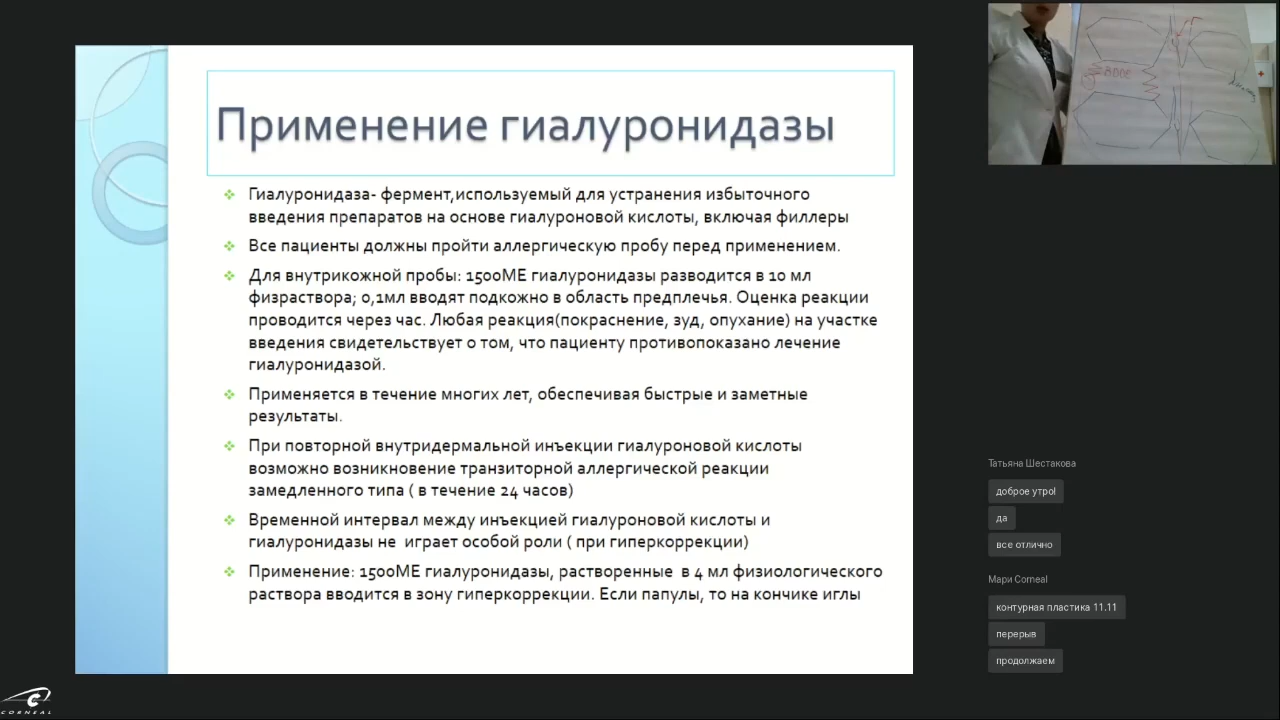 Применение гиалуронидазы
Гиалуронидаза- фермент,используемый для устранения избыточного
введения препаратов на основе гиалуроновой кислоты, включая филлеры
Все пациенты должны пройти аллергическую пробу перед применением.
Для внутрикожной пробы: 1500МЕ гиалуронидазы разводится в 10 мл
физраствора; 0,1мл вводят подкожно в область предплечья. Оценка реакции
проводится через час. Любая реакция(покраснение, зуд, опухание) на участке
введения свидетельствует о том, что пациенту противопоказано лечение
гиалуронидазой.
Применяется в течение многих лет, обеспечивая быстрые и заметные
результаты.
При повторной внутридермальной инъекции гиалуроновой кислоты
возможно возникновение транзиторной аллергической реакции
замедленного типа ( в течение 24 часов)
Временной интервал между инъекцией гиалуроновой кислоты и
гиалуронидазы не играет особой роли ( при гиперкоррекции)
Применение: 1500МЕ гиалуронидазы, растворенные в 4 мл физиологического
раствора вводится в зону гиперкоррекции. Если папулы, то на кончике иглы
Татьяна Шестакова
доброе утро!
да
все отлично
Мари Corneal
контурная пластика 11.11
перерыв
продолжаем
CORNEAL